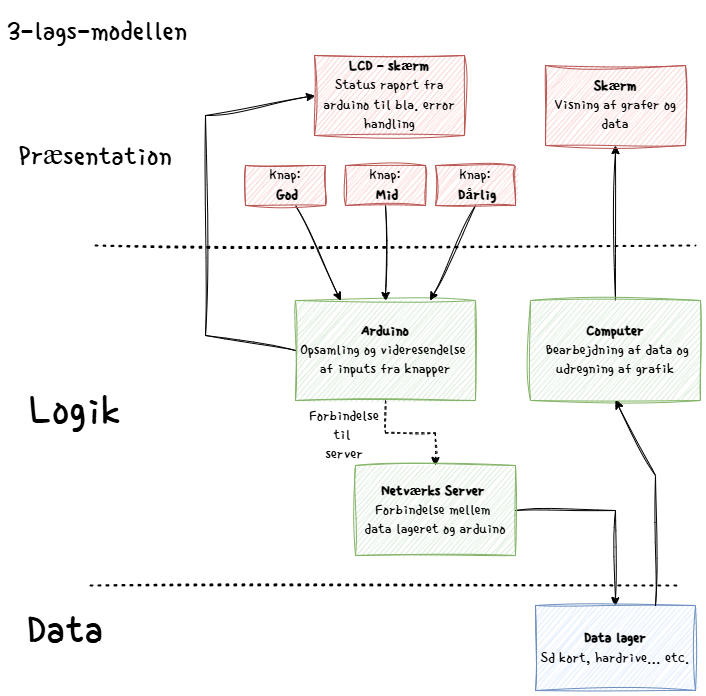 3-lags-modellen
LCD - skærm
Status raport fra
arduino til bla. error
handling
Skærm
Visning af grafer og
data
Præsentation
Knap:
God
Knap:
Mid
Knap:
Dårlig
Arduino
Opsamling og videresendelse
af inputs fra knapper
Computer
Bearbejdning af data og
udregning af grafik
Logik
Forbindelse
til
server
Netværks Server
Forbindelse mellem
data lageret og arduino
Data
Data lager
Sd kort, hardrive... etc.